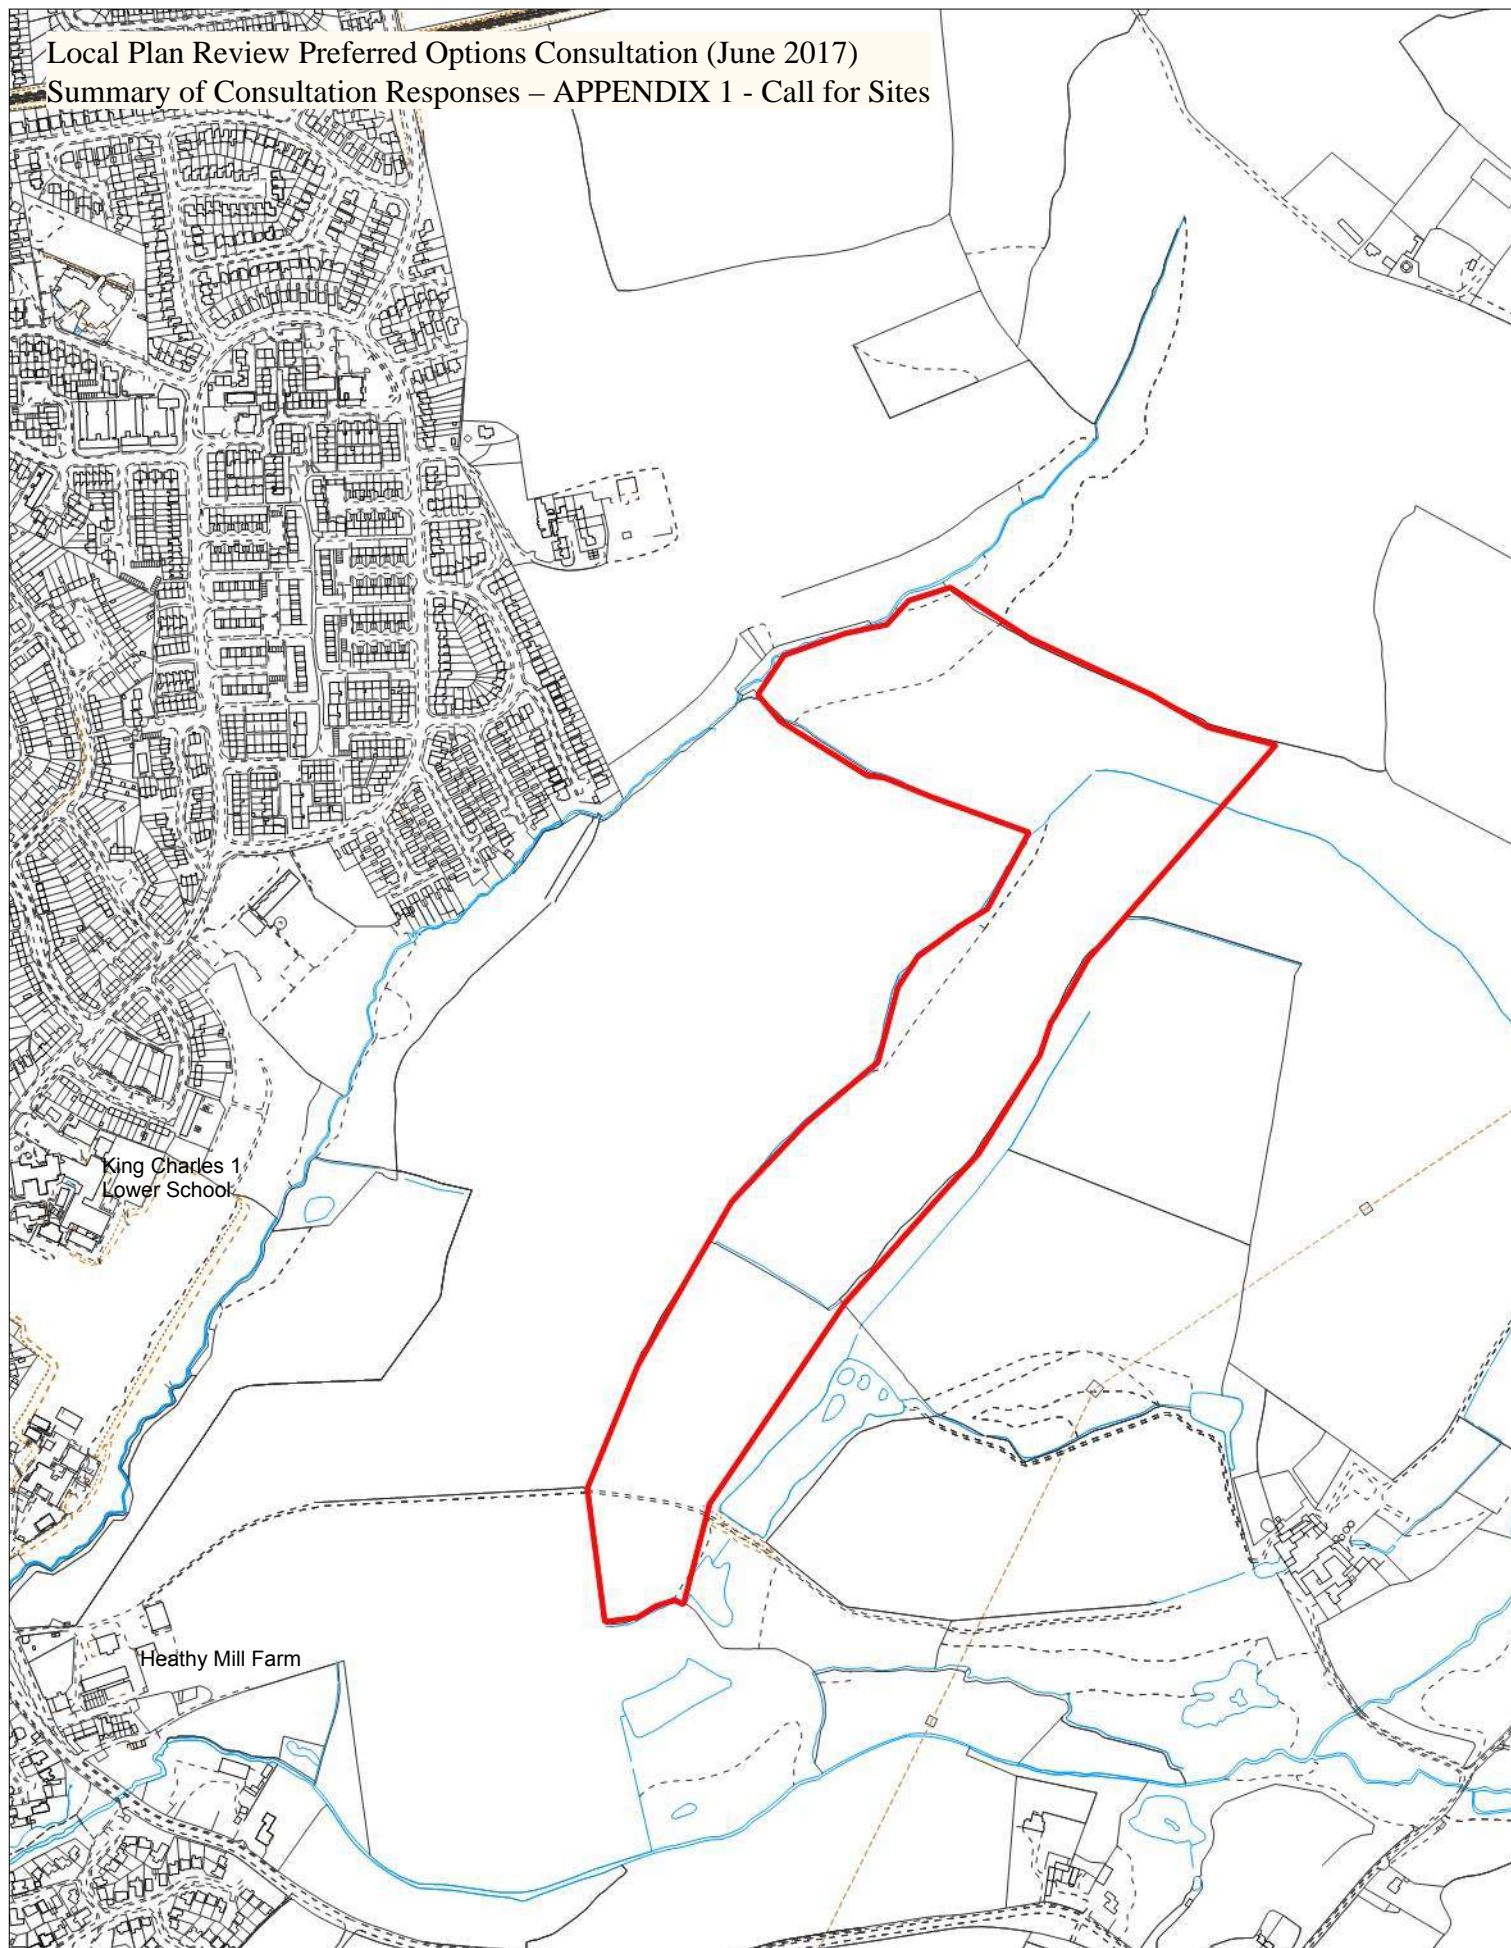 Local Plan Review Preferred Options Consultation (June 2017)
Summary of Consultation Responses – APPENDIX 1 - Call for Sites
King Charles 1
Lower School
Heathy Mill Farm